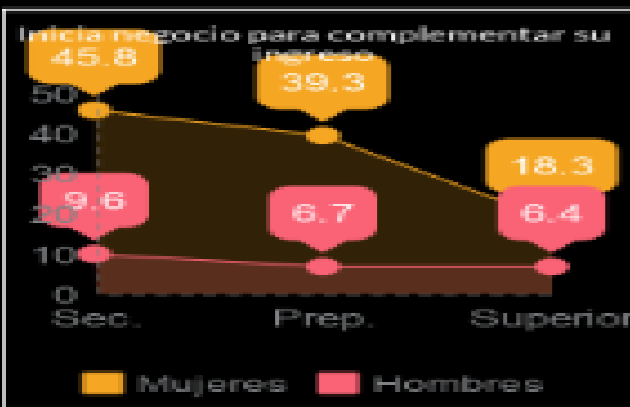 Inicia negocio para complementar su
ingreso
45.8
39.3
18.3
9.6
6.7
6.4
50
40
30
20
10
0
Sec.
Prep.
Superior
Mujeres
Hombres